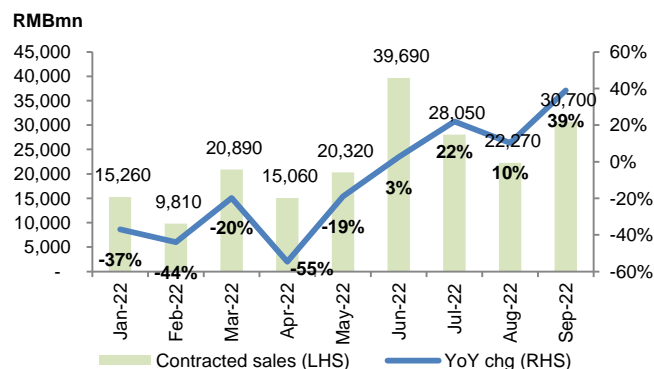 RMBmn
45,000
40,000
35,000
30,000
25,000
20,000
15,000
10,000
5,000
-
60%
40%
20%
0%
-20%
-40%
-60%
15,260
9,810
20,890
15,060
20,320
39,690
28,050
22,270
30,700
-37%
-44%
-20%
-55%
-19%
3%
22%
10%
39%
Jan-22
Feb-22
Mar-22
Apr-22
May-22
Jun-22
Jul-22
Aug-22
Sep-22
Contracted sales (LHS)
YoY chg (RHS)